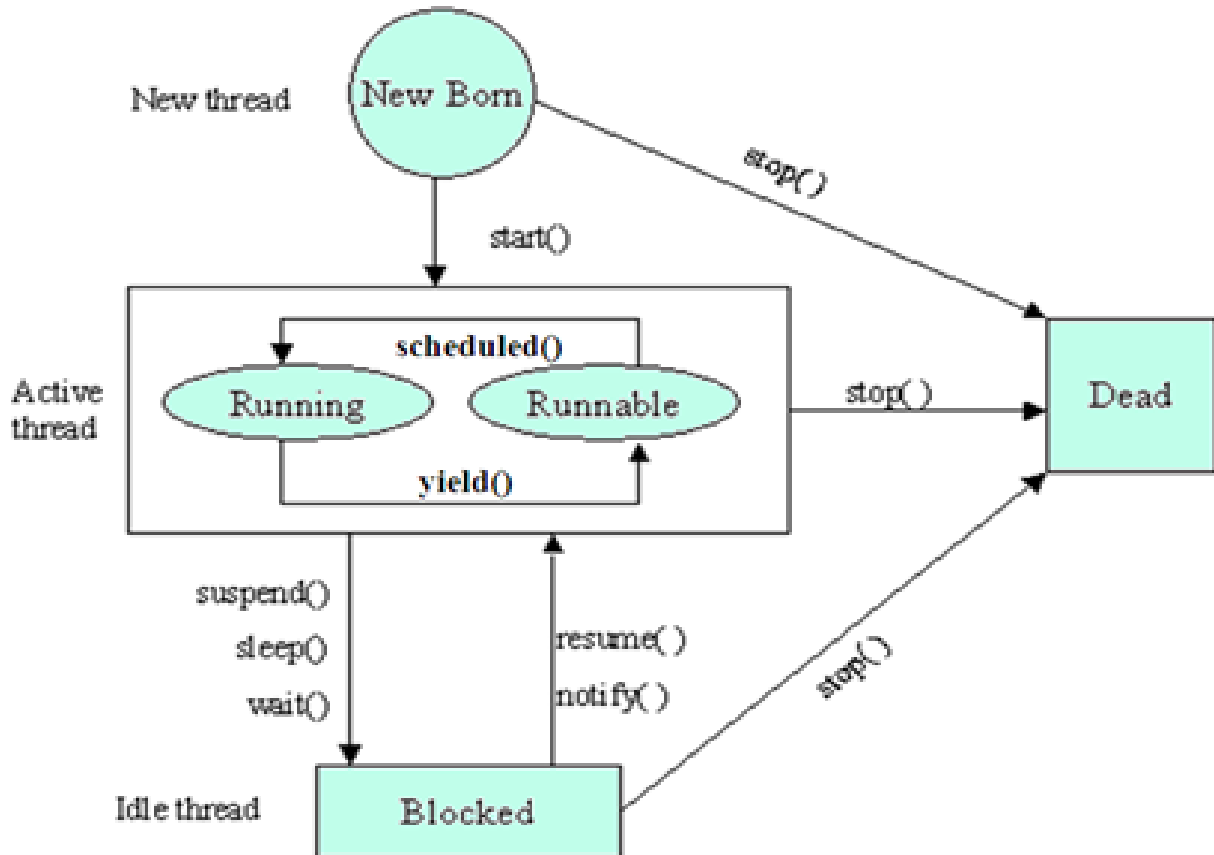 New thread
New Born
stop( )
start()
scheduled()
Active
thread
Running
Runnable
stop( )
Dead
yield()
suspend()
sleep()
wait()
resume( )
notify( )
stop( )
Idle thread
Blocked